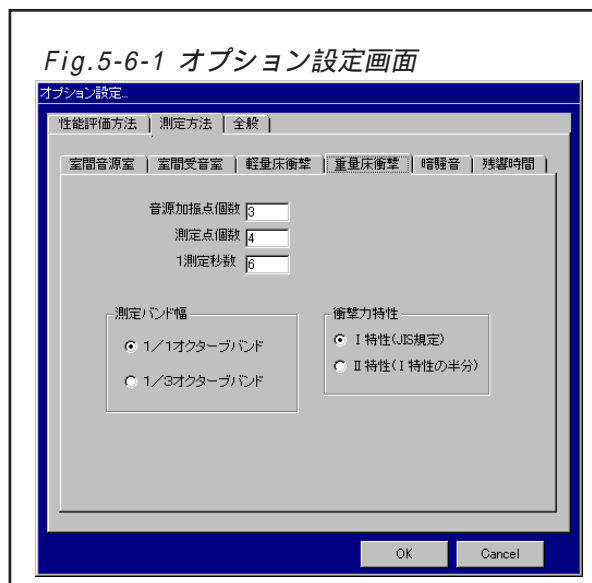 Fig.5-6-1 オプション設定画面
オプション設定...
性能評価方法 測定方法 全般
室間音源室 室間受音室 軽量床衝撃 重量床衝撃 暗騒音 残響時間
音源加振点個数 3
測定点個数 4
1測定秒数 6
測定バンド幅 衝撃力特性
1/1オクターブバンド Ⅰ特性(JIS規定)
1/3オクターブバンド Ⅱ特性(Ⅰ特性の半分)
OK Cancel